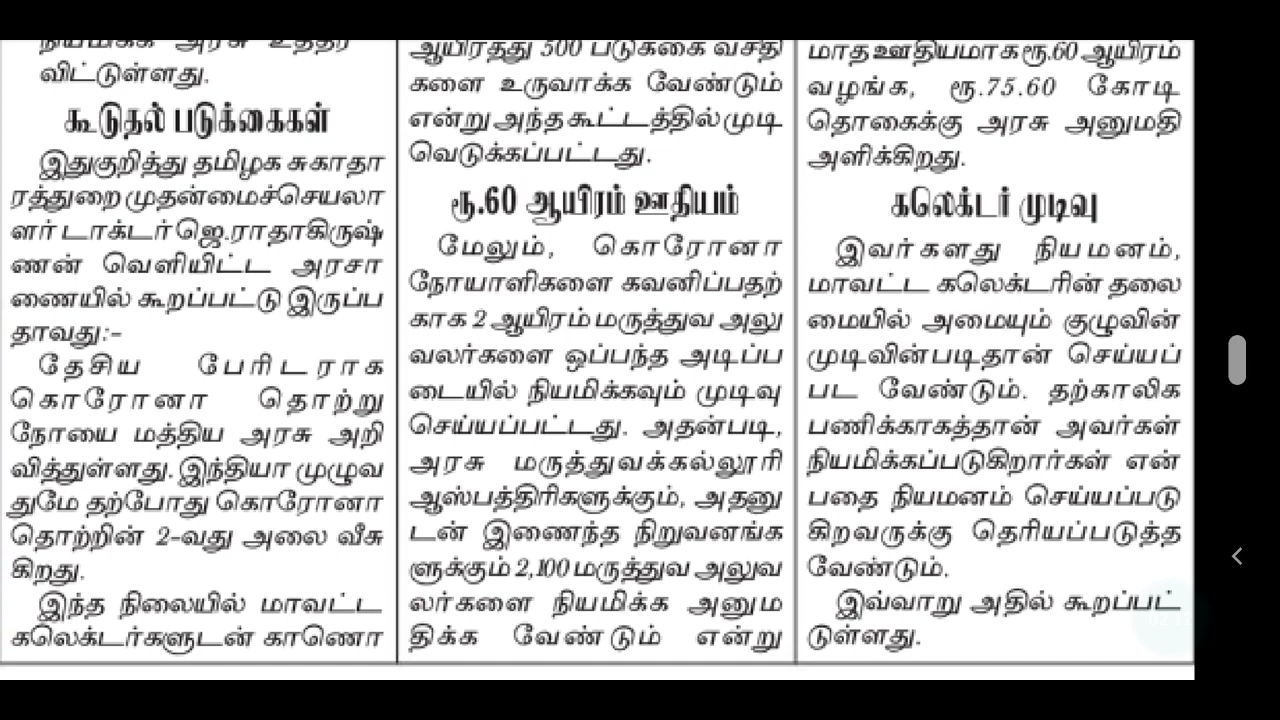 விட்டுள்ளது.
கூடுதல் படுக்கைகள்
இதுகுறித்து தமிழக சுகாதா
ரத்துறை முதன்மைச்செயலா
ளர் டாக்டர் ஜெ.ராதாகிருஷ்
ணன் வெளியிட்ட அரசா
ணையில் கூறப்பட்டு இருப்ப
தாவது:-
தேசிய பேரிடராக
கொரோனா தொற்று
நோயை மத்திய அரசு அறி
வித்துள்ளது. இந்தியா முழுவ
துமே தற்போது கொரோனா
தொற்றின் 2-வது அலை வீசு
கிறது.
இந்த நிலையில் மாவட்ட
கலெக்டர்களுடன் காணொ
ஆயிரத்து 500 படுக்கை வசதி
களை உருவாக்க வேண்டும்
என்று அந்த கூட்டத்தில் முடி
வெடுக்கப்பட்டது.
ரூ.60 ஆயிரம் ஊதியம்
மேலும், கொரோனா
நோயாளிகளை கவனிப்பதற்
காக 2 ஆயிரம் மருத்துவ அலு
வலர்களை ஒப்பந்த அடிப்ப
டையில் நியமிக்கவும் முடிவு
செய்யப்பட்டது. அதன்படி,
அரசு மருத்துவக்கல்லூரி
ஆஸ்பத்திரிகளுக்கும், அதனு
டன் இணைந்த நிறுவனங்க
ளுக்கும் 2,100 மருத்துவ அலுவ
லர்களை நியமிக்க அனும
திக்க வேண்டும் என்று
மாத ஊதியமாக ரூ.60 ஆயிரம்
வழங்க, ரூ.75.60 கோடி
தொகைக்கு அரசு அனுமதி
அளிக்கிறது.
கலெக்டர் முடிவு
இவர்களது நியமனம்,
மாவட்ட கலெக்டரின் தலை
மையில் அமையும் குழுவின்
முடிவின்படிதான் செய்யப்
பட வேண்டும். தற்காலிக
பணிக்காகத்தான் அவர்கள்
நியமிக்கப்படுகிறார்கள் என்
பதை நியமனம் செய்யப்படு
கிறவருக்கு தெரியப்படுத்த
வேண்டும்.
இவ்வாறு அதில் கூறப்பட்
டுள்ளது.